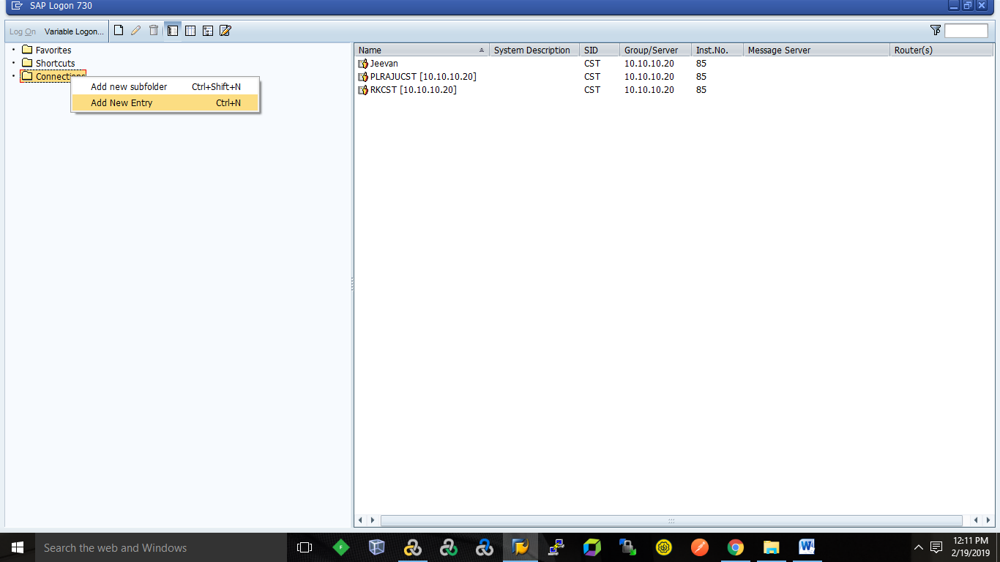 SAP Logon 730
Log On Variable Logon...
Favorites
Shortcuts
Connections
Add new subfolder Ctrl+Shift+N
Add New Entry Ctrl+N
Name System Description SID Group/Server Inst.No. Message Server Router(s)
Jeevan CST 10.10.10.20 85
PLRAJUCST [10.10.10.20] CST 10.10.10.20 85
RKCST [10.10.10.20] CST 10.10.10.20 85
Search the web and Windows
F
W
12:11 PM
2/19/2019